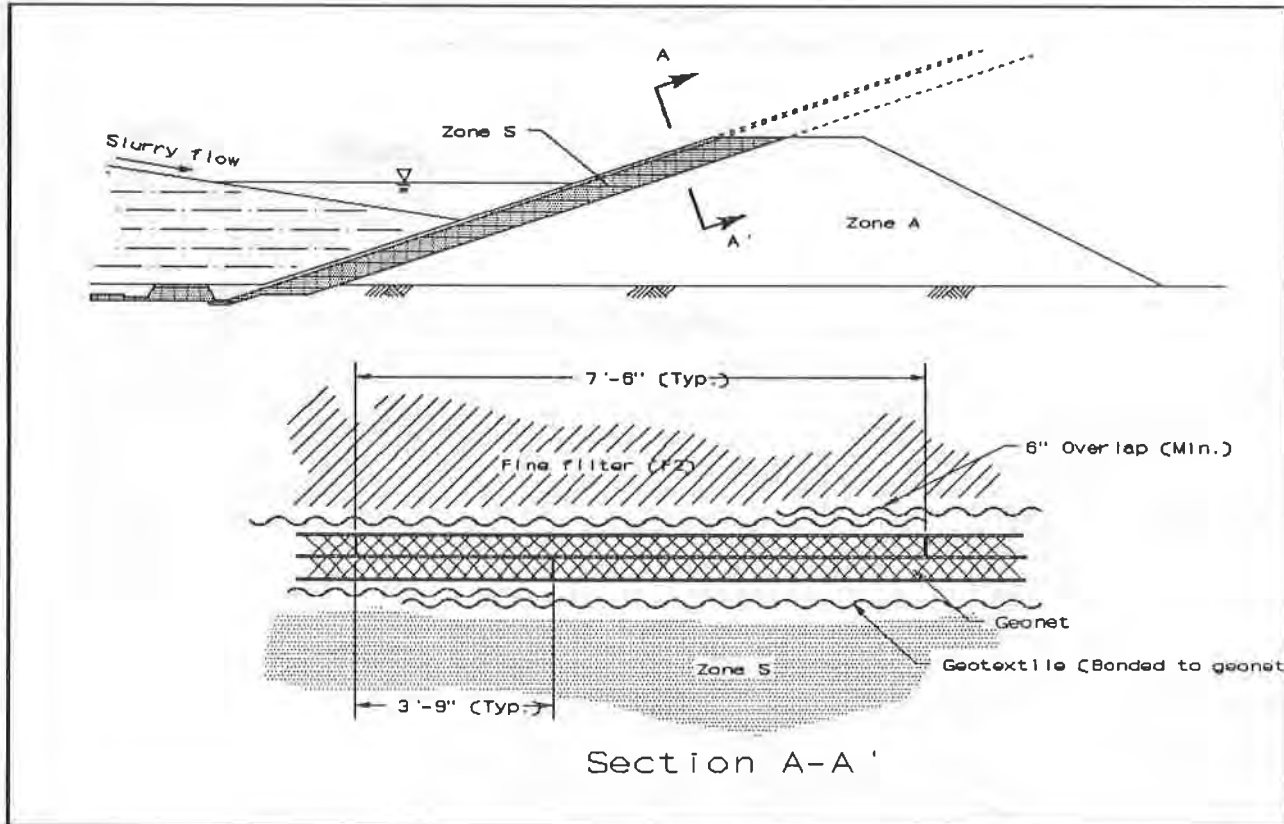 A
Zone S
Slurry flow
Zone A
A'
7'-6" (Typ.)
6" Overlap (Min.)
Fine filter (F2)
Geonet
Geotextile (Bonded to geonet
Zone S
3'-9" (Typ.)
Section A-A'